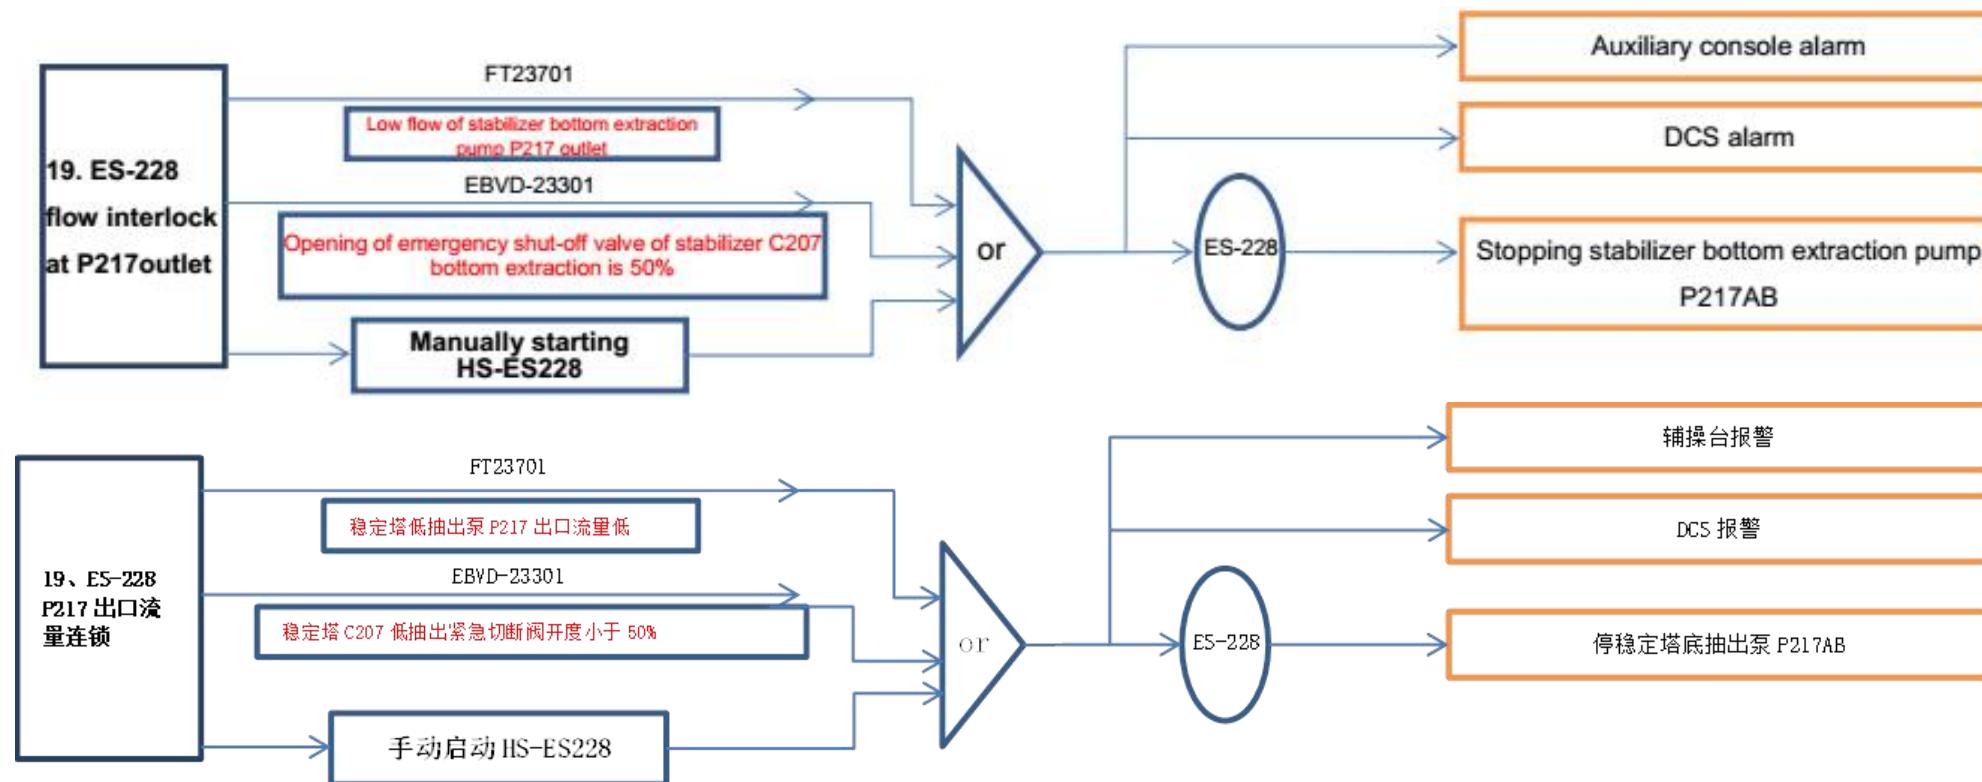 FT23701
Auxiliary console alarm
Low flow of stabilizer bottom extraction
pump P217 outlet
DCS alarm
19. ES-228
flow interlock
at P217outlet
EBVD-23301
Opening of emergency shut-off valve of stabilizer C207
bottom extraction is 50%
or
ES-228
Stopping stabilizer bottom extraction pump
P217AB
Manually starting
HS-ES228
FT23701
辅操台报警
稳定塔低抽出泵 P217 出口流量低
DCS 报警
19、ES-228
P217 出口流
量连锁
EBVD-23301
稳定塔 C207 低抽出紧急切断阀开度小于 50%
or
ES-228
停稳定塔底抽出泵 P217AB
手动启动 HS-ES228